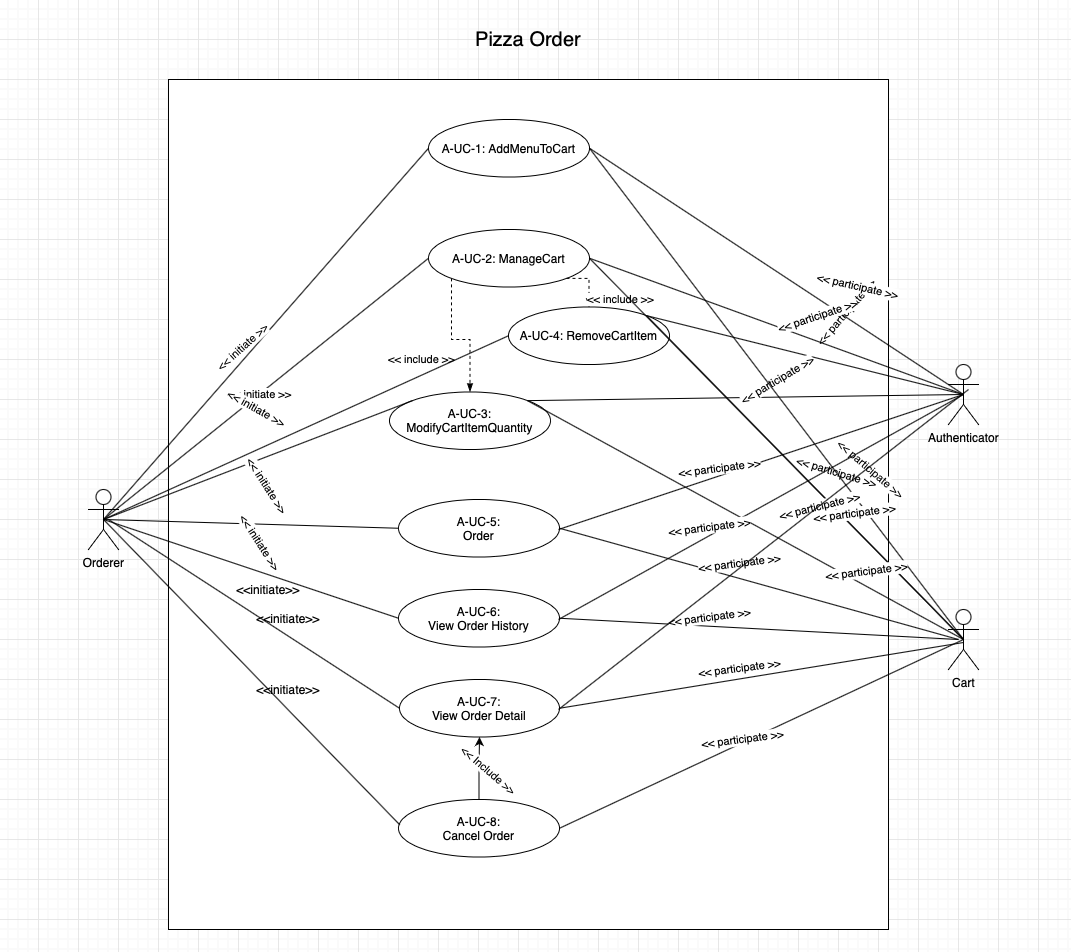 Pizza Order
A-UC-1: AddMenuToCart
A-UC-2: ManageCart
<< participate >>
<< include >>
<< participate >>
A-UC-4: RemoveCartItem
<< initiate >>
<< include >>
<< participate >>
initiate >>
<< initiate >>
A-UC-3:
ModifyCartItemQuantity
Authenticator
<< participate >>
<< participate >>
<< participate >>
<< initiate >>
<< participate >>
<< participate >>
A-UC-5:
Order
<< participate >>
<< initiate >>
Orderer
<< participate >>
<< participate >>
<<initiate>>
A-UC-6:
View Order History
<<initiate>>
<< participate >>
<< participate >>
Cart
<<initiate>>
A-UC-7:
View Order Detail
<< participate >>
<< Include >>
A-UC-8:
Cancel Order